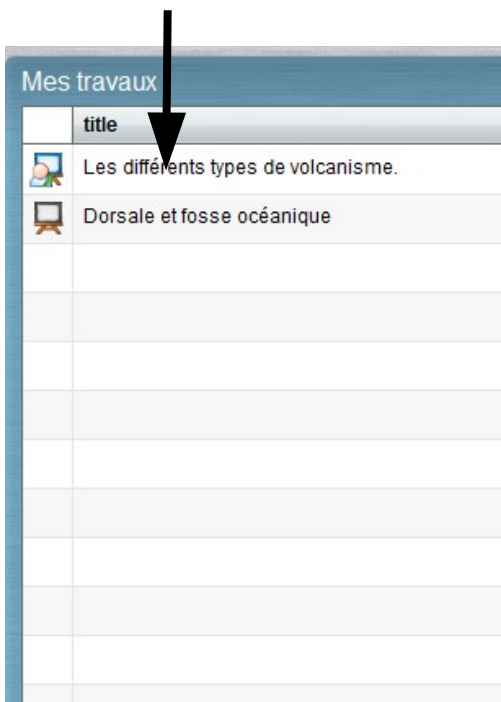 Mes travaux
title
Les différents types de volcanisme.
Dorsale et fosse océanique